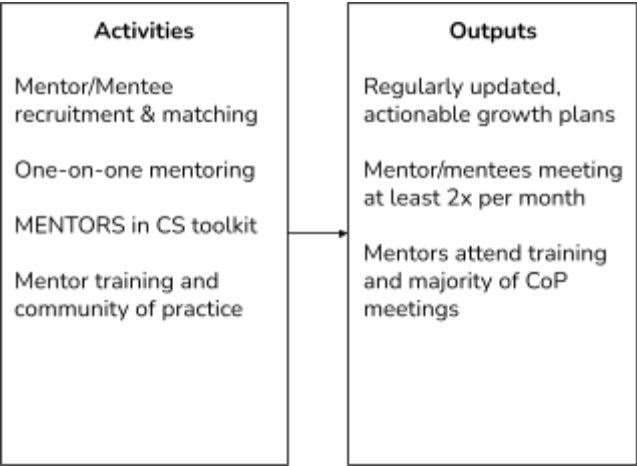 Activities
Mentor/Mentee
recruitment & matching
One-on-one mentoring
MENTORS in CS toolkit
Mentor training and
community of practice
Outputs
Regularly updated,
actionable growth plans
Mentor/mentees meeting
at least 2x per month
Mentors attend training
and majority of CoP
meetings